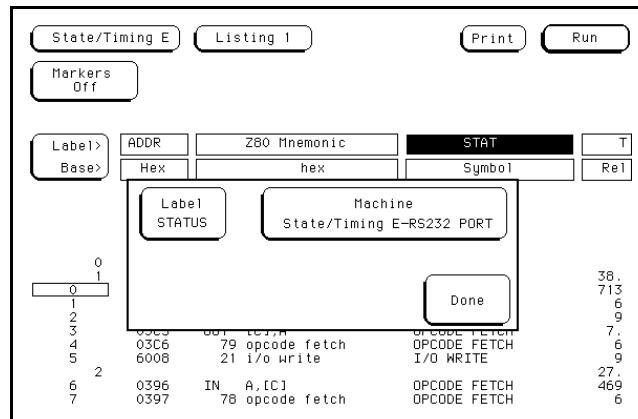 State/Timing E Listing 1 Print Run
Markers
Off
Label> ADDR Z80 Mnemonic STAT T
Base> Hex hex Symbol Rel
Label Machine
STATUS State/Timing E-RS232 PORT
0
1 38.
0 713
1 Done 6
2 9
3 OUT [C],A OPCODE FETCH 7.
4 03C6 79 opcode fetch OPCODE FETCH 6
5 6008 21 i/o write I/O WRITE 9
2 27.
6 0396 IN A,[C] OPCODE FETCH 469
7 0397 78 opcode fetch OPCODE FETCH 6